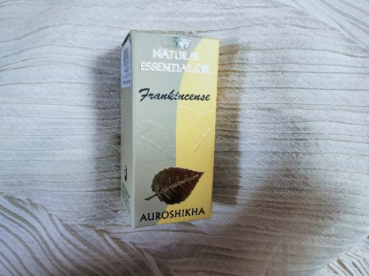 NATURAL
ESSENTIAL OIL
Frankincense
AUROSHIKHA